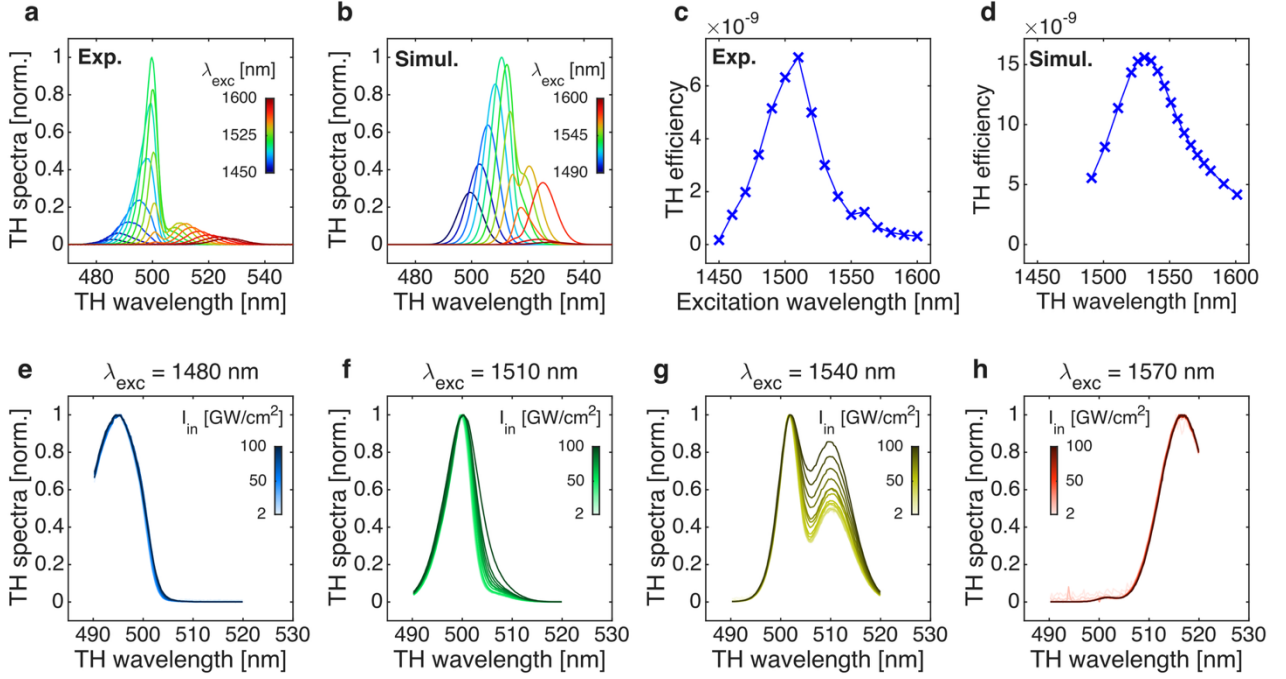 a
Exp.
λexc [nm]
1600
1525
1450
1
0.8
0.6
0.4
0.2
0
480 500 520 540
TH spectra [norm.]
TH wavelength [nm]
b
Simul.
λexc [nm]
1600
1545
1490
1
0.8
0.6
0.4
0.2
0
480 500 520 540
TH spectra [norm.]
TH wavelength [nm]
c
×10-9
Exp.
6
4
2
0
1450 1500 1550 1600
TH efficiency
Excitation wavelength [nm]
d
×10-9
Simul.
15
10
5
0
1450 1500 1550 1600
TH efficiency
TH wavelength [nm]
e
λexc = 1480 nm
Iin [GW/cm2]
100
50
2
1
0.8
0.6
0.4
0.2
0
490 500 510 520 530
TH spectra [norm.]
TH wavelength [nm]
f
λexc = 1510 nm
Iin [GW/cm2]
100
50
2
1
0.8
0.6
0.4
0.2
0
490 500 510 520 530
TH spectra [norm.]
TH wavelength [nm]
g
λexc = 1540 nm
Iin [GW/cm2]
100
50
2
1
0.8
0.6
0.4
0.2
0
490 500 510 520 530
TH spectra [norm.]
TH wavelength [nm]
h
λexc = 1570 nm
Iin [GW/cm2]
100
50
2
1
0.8
0.6
0.4
0.2
0
490 500 510 520 530
TH spectra [norm.]
TH wavelength [nm]